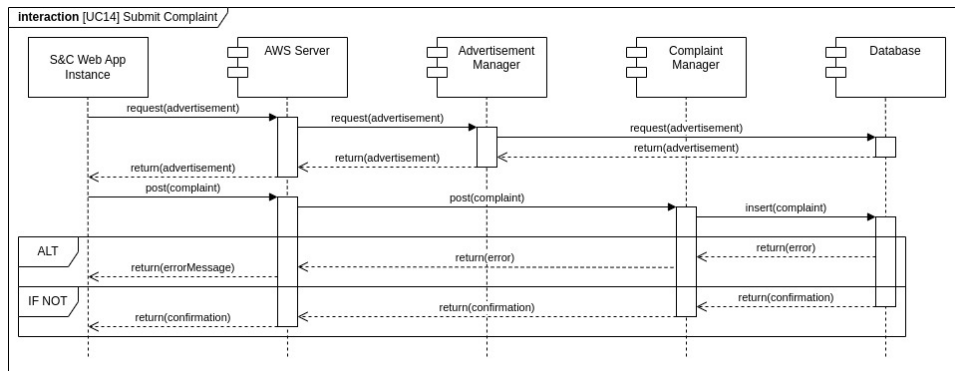 interaction [UC14] Submit Complaint
S&C Web App
Instance
AWS Server
Advertisement
Manager
Complaint
Manager
Database
request(advertisement)
request(advertisement)
request(advertisement)
return(advertisement)
return(advertisement)
return(advertisement)
post(complaint)
post(complaint)
insert(complaint)
ALT
return(error)
return(error)
return(errorMessage)
IF NOT
return(confirmation)
return(confirmation)
return(confirmation)